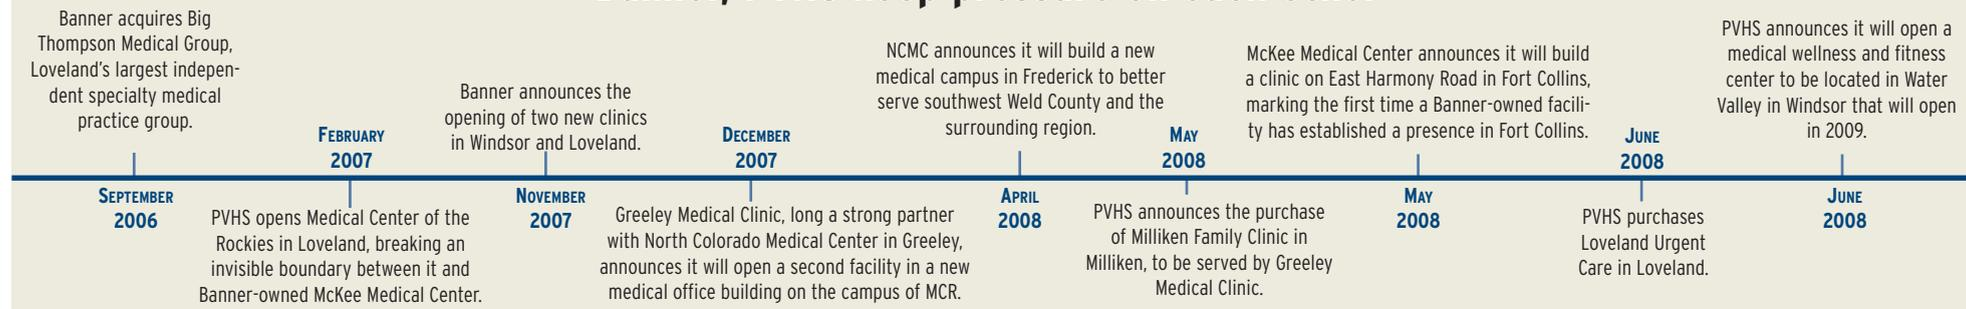 Banner acquires Big
Thompson Medical Group,
Loveland's largest indepen-
dent specialty medical
practice group.
September
2006
February
2007
PVHS opens Medical Center of the
Rockies in Loveland, breaking an
invisible boundary between it and
Banner-owned McKee Medical Center.
Banner announces the
opening of two new clinics
in Windsor and Loveland.
November
2007
December
2007
Greeley Medical Clinic, long a strong partner
with North Colorado Medical Center in Greeley,
announces it will open a second facility in a new
medical office building on the campus of MCR.
NCMC announces it will build a new
medical campus in Frederick to better
serve southwest Weld County and the
surrounding region.
April
2008
May
2008
PVHS announces the purchase
of Milliken Family Clinic in
Milliken, to be served by Greeley
Medical Clinic.
McKee Medical Center announces it will build
a clinic on East Harmony Road in Fort Collins,
marking the first time a Banner-owned facili-
ty has established a presence in Fort Collins.
May
2008
June
2008
PVHS purchases
Loveland Urgent
Care in Loveland.
PVHS announces it will open a
medical wellness and fitness
center to be located in Water
Valley in Windsor that will open
in 2009.
June
2008